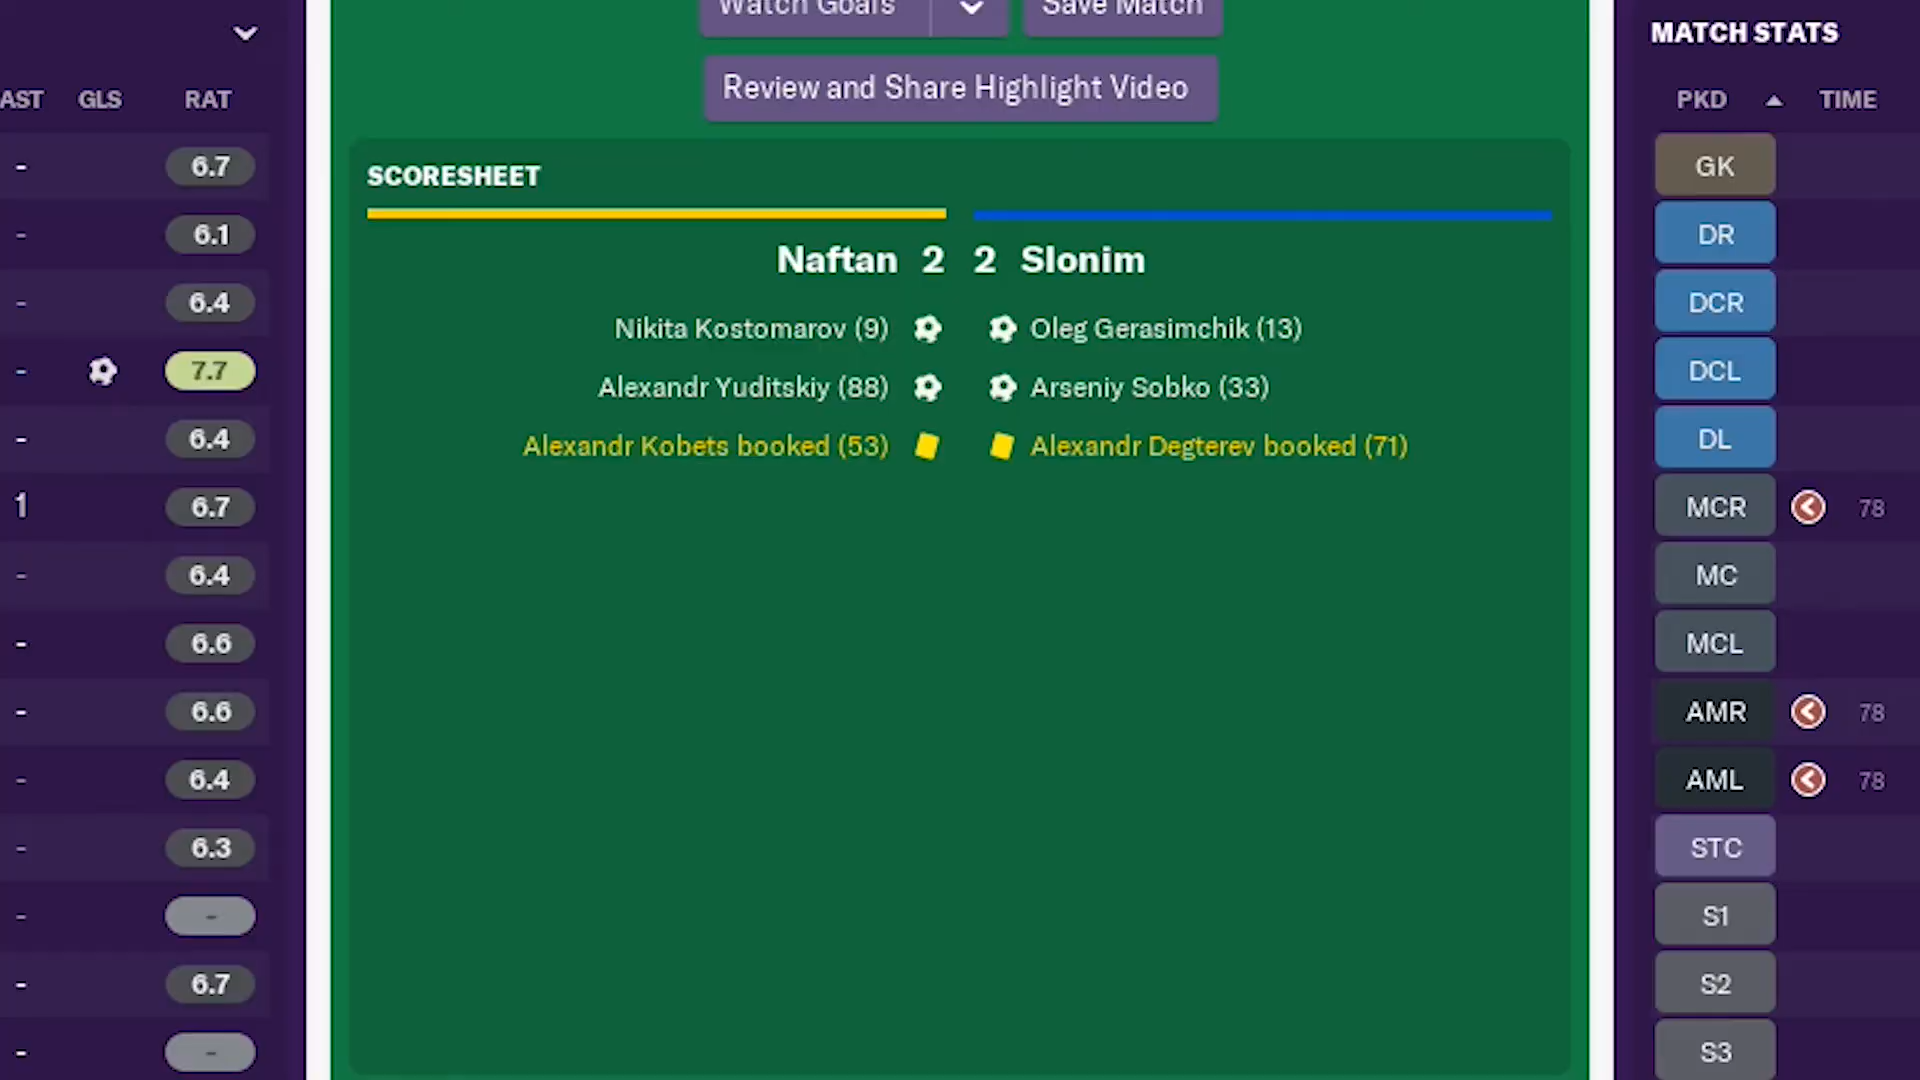 Watch Goals
Save Match
Review and Share Highlight Video
AST GLS RAT
- 6.7
- 6.1
- 6.4
- 7.7
- 6.4
1 6.7
- 6.4
- 6.6
- 6.6
- 6.4
- 6.3
- -
- 6.7
- -
SCORESHEET
Naftan 2 2 Slonim
Nikita Kostomarov (9) Oleg Gerasimchik (13)
Alexandr Yuditskiy (88) Arseniy Sobko (33)
Alexandr Kobets booked (53) Alexandr Degterev booked (71)
MATCH STATS
PKD TIME
GK
DR
DCR
DCL
DL
MCR 78
MC
MCL
AMR 78
AML 78
STC
S1
S2
S3